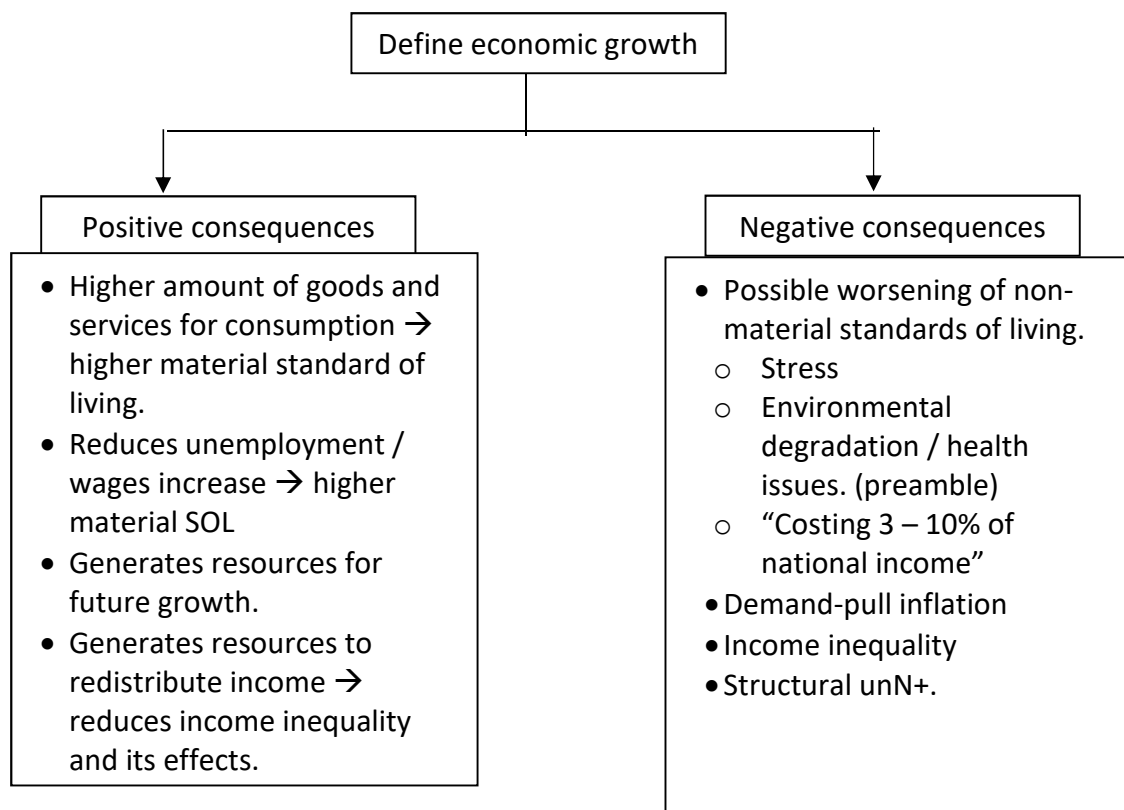 Define economic growth
Positive consequences
• Higher amount of goods and
services for consumption →
higher material standard of
living.
• Reduces unemployment /
wages increase → higher
material SOL
• Generates resources for
future growth.
• Generates resources to
redistribute income →
reduces income inequality
and its effects.
Negative consequences
• Possible worsening of non-
material standards of living.
o Stress
o Environmental
degradation / health
issues. (preamble)
o “Costing 3 – 10% of
national income”
• Demand-pull inflation
• Income inequality
• Structural unN+.